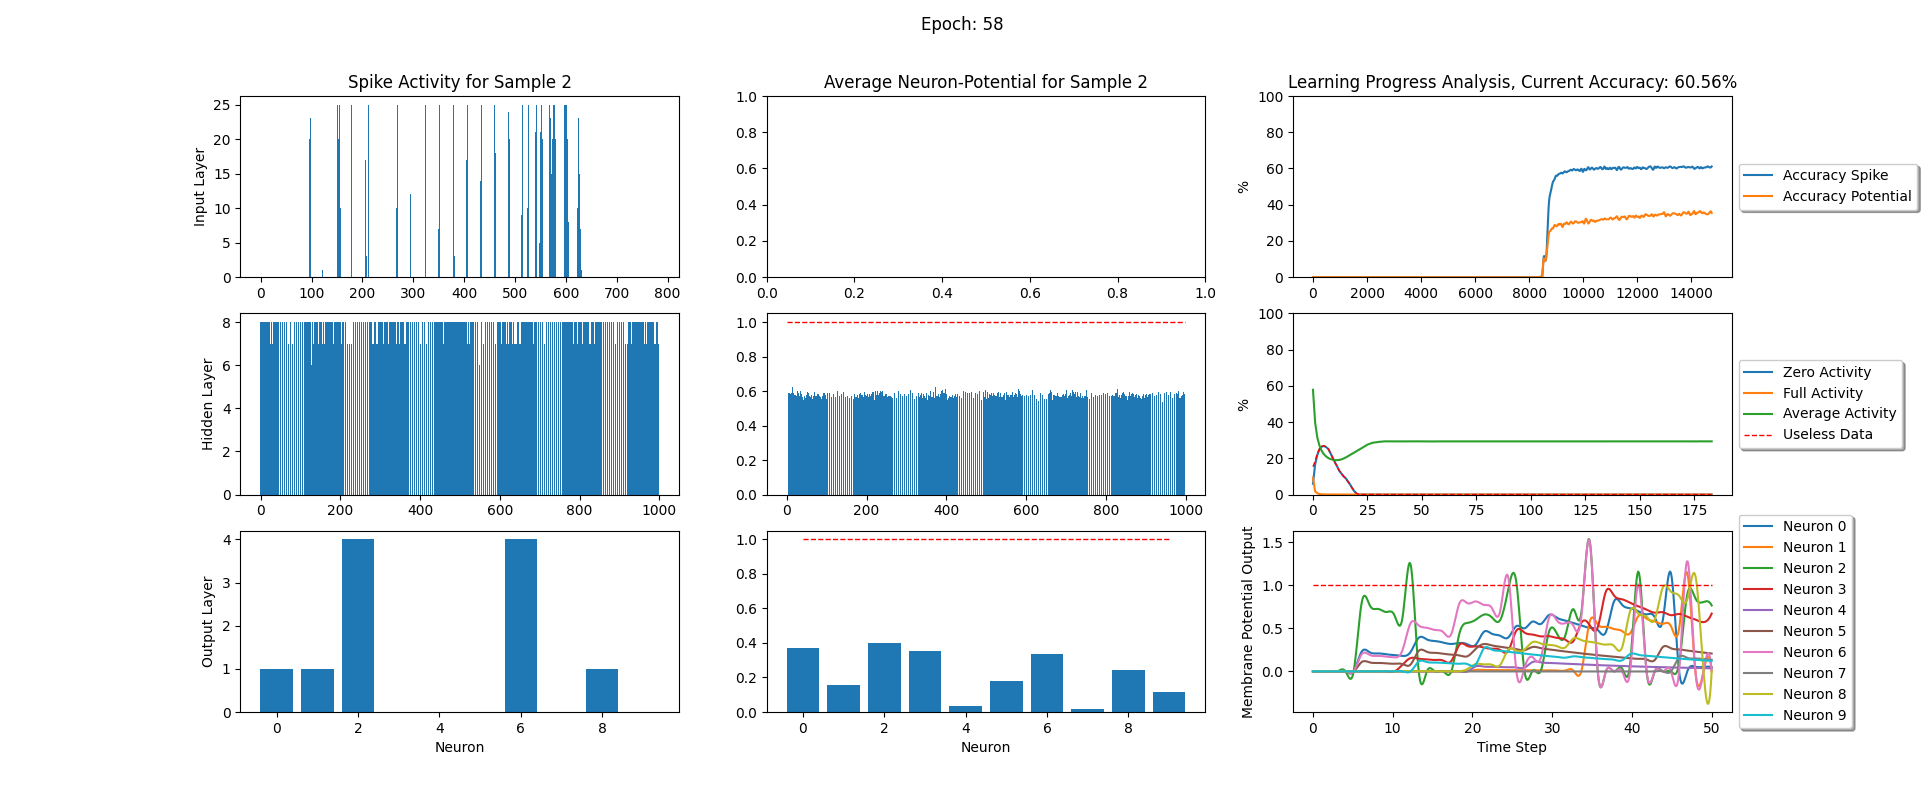 Epoch: 58
Spike Activity for Sample 2
Average Neuron-Potential for Sample 2
Learning Progress Analysis, Current Accuracy: 60.56%
Input Layer
25
20
15
10
5
0
0 100 200 300 400 500 600 700 800
1.0
0.8
0.6
0.4
0.2
0.0
0.0 0.2 0.4 0.6 0.8 1.0
%
100
80
60
40
20
0
0 2000 4000 6000 8000 10000 12000 14000
Accuracy Spike
Accuracy Potential
Hidden Layer
8
6
4
2
0
0 200 400 600 800 1000
1.0
0.8
0.6
0.4
0.2
0.0
0 200 400 600 800 1000
%
100
80
60
40
20
0
0 25 50 75 100 125 150 175
Zero Activity
Full Activity
Average Activity
Useless Data
Output Layer
4
3
2
1
0
0 2 4 6 8
Neuron
1.0
0.8
0.6
0.4
0.2
0.0
0 2 4 6 8
Neuron
Membrane Potential Output
1.5
1.0
0.5
0.0
0 10 20 30 40 50
Time Step
Neuron 0
Neuron 1
Neuron 2
Neuron 3
Neuron 4
Neuron 5
Neuron 6
Neuron 7
Neuron 8
Neuron 9